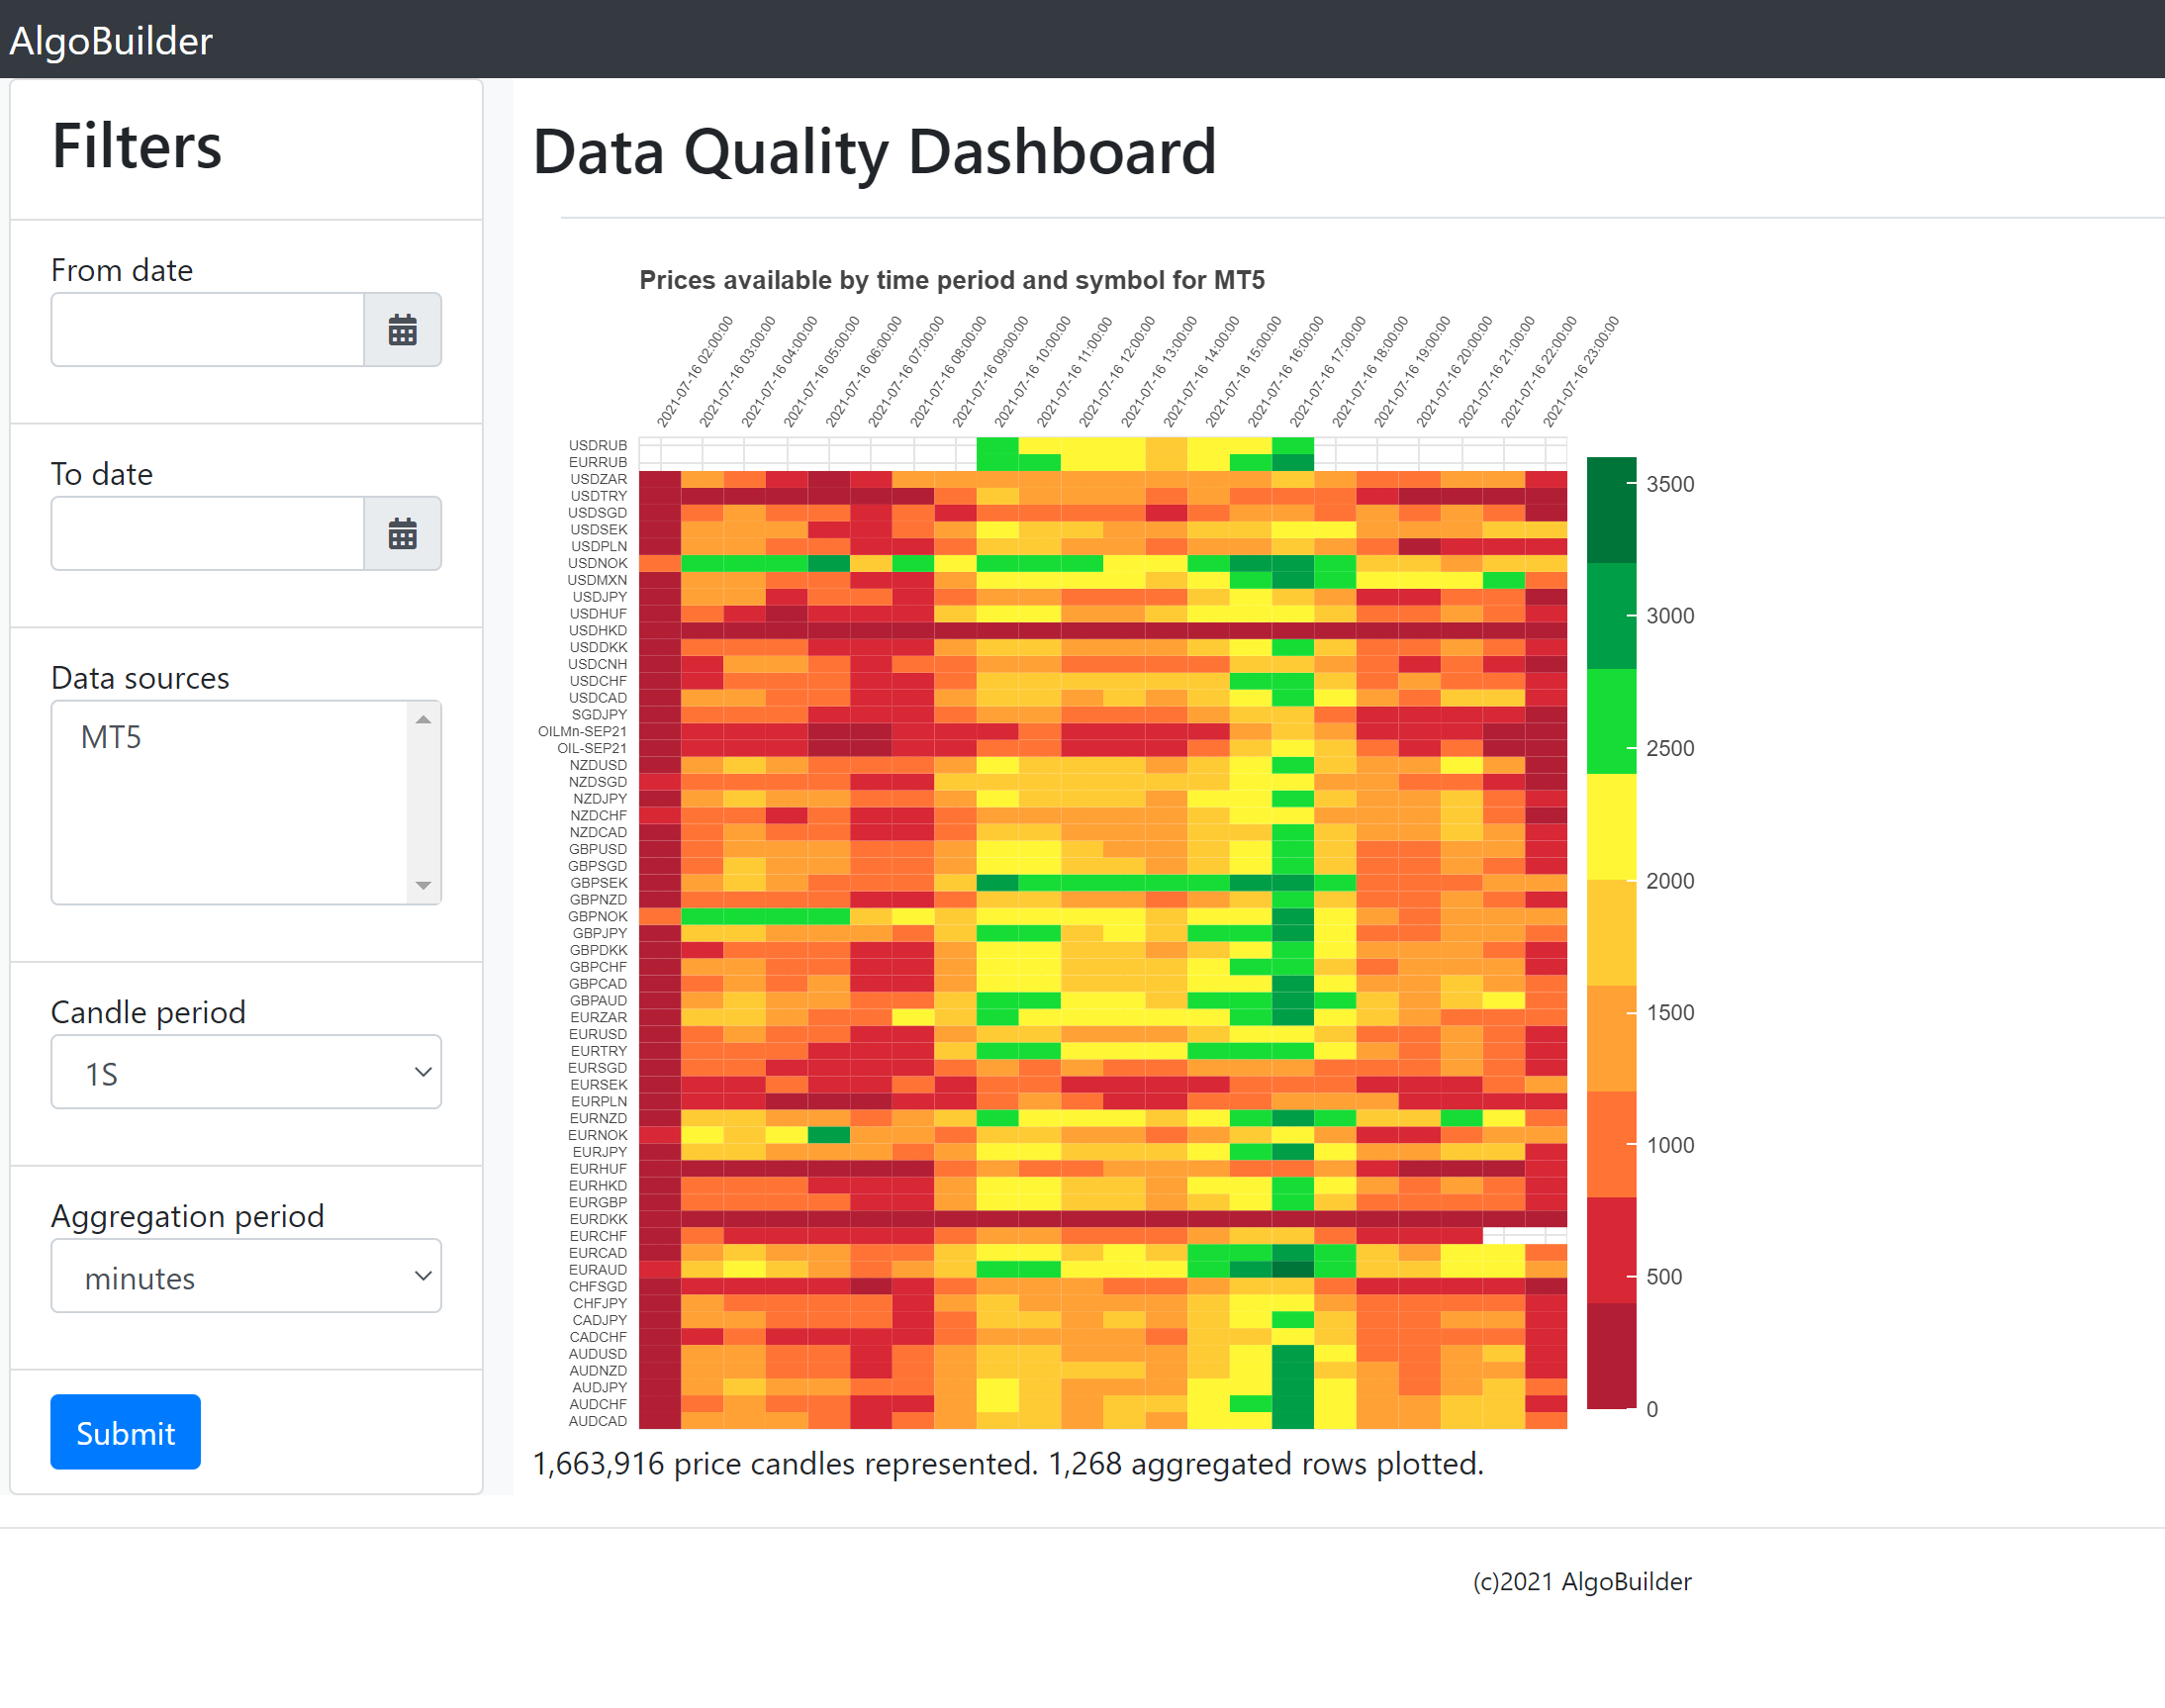 AlgoBuilder
Filters
From date
To date
Data sources
MT5
Candle period
1S
Aggregation period
minutes
Submit
Data Quality Dashboard
Prices available by time period and symbol for MT5
2021-07-16 02:00:00
2021-07-16 03:00:00
2021-07-16 04:00:00
2021-07-16 05:00:00
2021-07-16 06:00:00
2021-07-16 07:00:00
2021-07-16 08:00:00
2021-07-16 09:00:00
2021-07-16 10:00:00
2021-07-16 11:00:00
2021-07-16 12:00:00
2021-07-16 13:00:00
2021-07-16 14:00:00
2021-07-16 15:00:00
2021-07-16 16:00:00
2021-07-16 17:00:00
2021-07-16 18:00:00
2021-07-16 19:00:00
2021-07-16 20:00:00
2021-07-16 21:00:00
2021-07-16 22:00:00
2021-07-16 23:00:00
USDRUB
EURRUB
USDZAR
USDTRY
USDSGD
USDSEK
USDPLN
USDNOK
USDMXN
USDJPY
USDHUF
USDHKD
USDDKK
USDCNH
USDCHF
USDCAD
SGDJPY
OILMn-SEP21
OIL-SEP21
NZDUSD
NZDSGD
NZDJPY
NZDCHF
NZDCAD
GBPUSD
GBPSGD
GBPSEK
GBPNZD
GBPNOK
GBPJPY
GBPDKK
GBPCHF
GBPCAD
GBPAUD
EURZAR
EURUSD
EURTRY
EURSGD
EURSEK
EURPLN
EURNZD
EURNOK
EURJPY
EURHUF
EURHKD
EURGBP
EURDKK
EURCHF
EURCAD
EURAUD
CHFSGD
CHFJPY
CADJPY
CADCHF
AUDUSD
AUDNZD
AUDJPY
AUDCHF
AUDCAD
3500
3000
2500
2000
1500
1000
500
0
1,663,916 price candles represented. 1,268 aggregated rows plotted.
(c)2021 AlgoBuilder